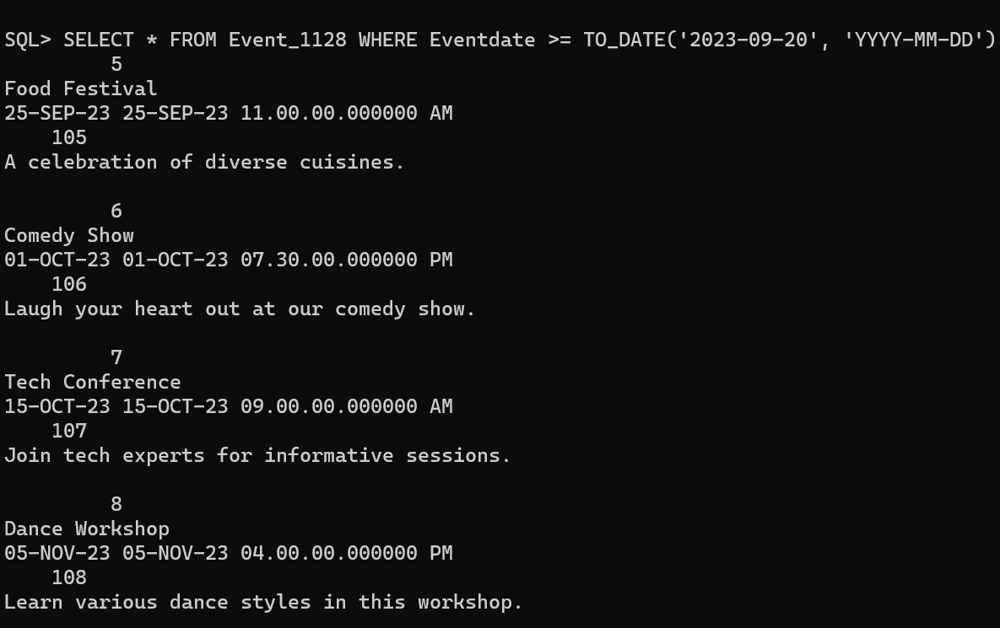 SQL> SELECT * FROM Event_1128 WHERE Eventdate >= TO_DATE('2023-09-20', 'YYYY-MM-DD')
5
Food Festival
25-SEP-23 25-SEP-23 11.00.00.000000 AM
105
A celebration of diverse cuisines.
6
Comedy Show
01-OCT-23 01-OCT-23 07.30.00.000000 PM
106
Laugh your heart out at our comedy show.
7
Tech Conference
15-OCT-23 15-OCT-23 09.00.00.000000 AM
107
Join tech experts for informative sessions.
8
Dance Workshop
05-NOV-23 05-NOV-23 04.00.00.000000 PM
108
Learn various dance styles in this workshop.